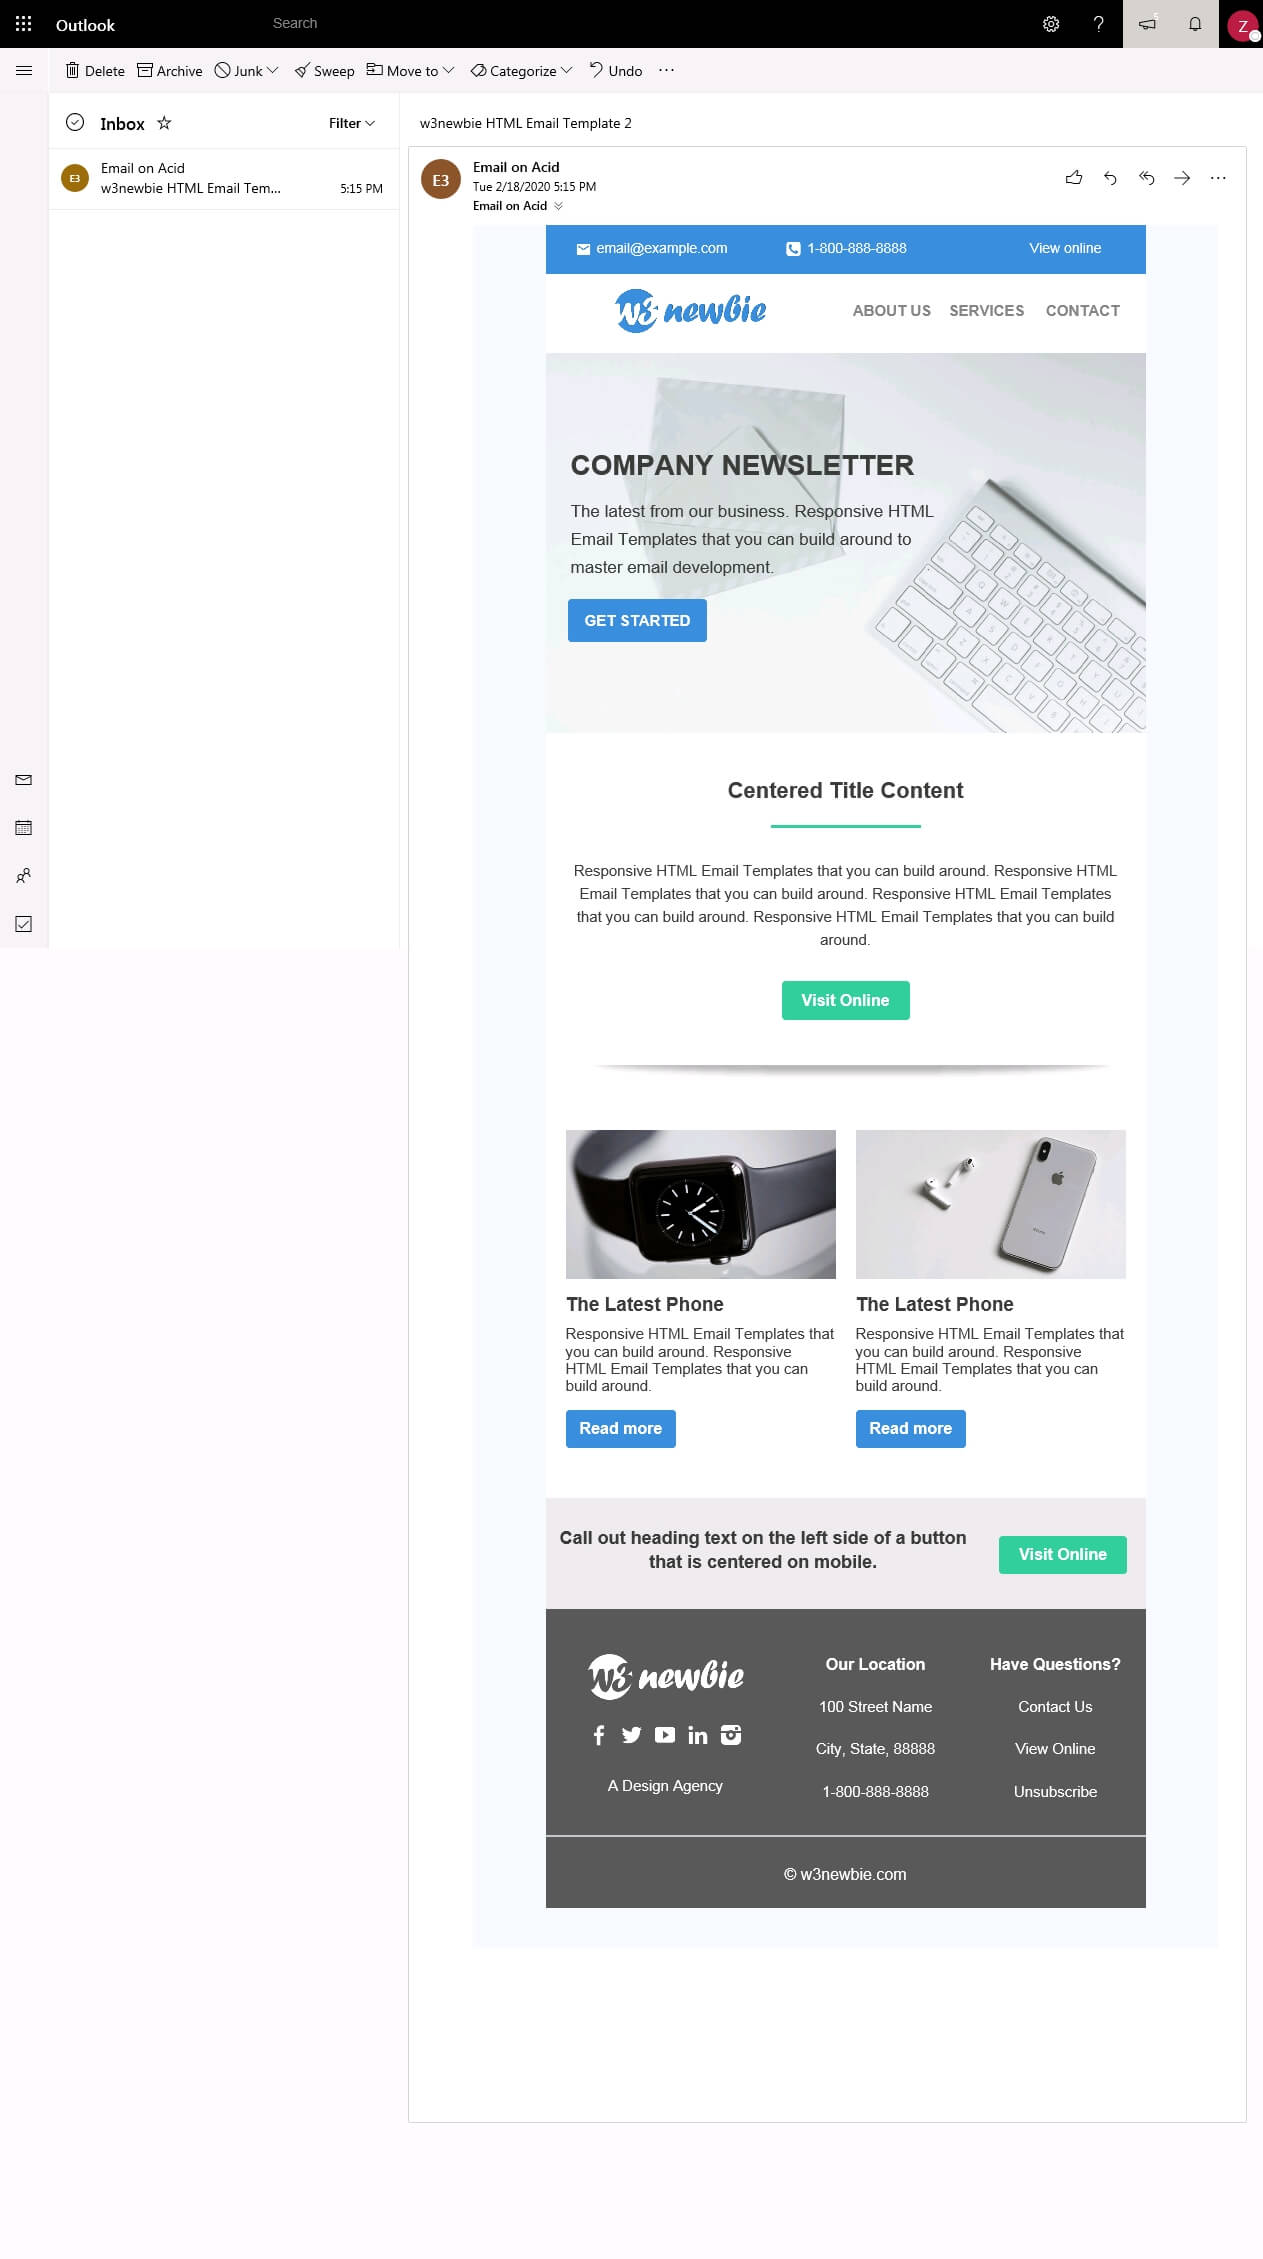 Outlook
Search
Delete
Archive
Junk
Sweep
Move to
Categorize
Undo
Inbox
Filter
E3
Email on Acid
w3newbie HTML Email Tem...
5:15 PM
w3newbie HTML Email Template 2
E3
Email on Acid
Tue 2/18/2020 5:15 PM
Email on Acid
Z
email@example.com
1-800-888-8888
View online
W3 newbie
ABOUT US
SERVICES
CONTACT
COMPANY NEWSLETTER
The latest from our business. Responsive HTML
Email Templates that you can build around to
master email development.
GET STARTED
Centered Title Content
Responsive HTML Email Templates that you can build around. Responsive HTML
Email Templates that you can build around. Responsive HTML Email Templates
that you can build around. Responsive HTML Email Templates that you can build
around.
Visit Online
The Latest Phone
Responsive HTML Email Templates that
you can build around. Responsive
HTML Email Templates that you can
build around.
Read more
The Latest Phone
Responsive HTML Email Templates that
you can build around. Responsive
HTML Email Templates that you can
build around.
Read more
Call out heading text on the left side of a button
that is centered on mobile.
Visit Online
W3 newbie
A Design Agency
Our Location
100 Street Name
City, State, 88888
1-800-888-8888
Have Questions?
Contact Us
View Online
Unsubscribe
© w3newbie.com